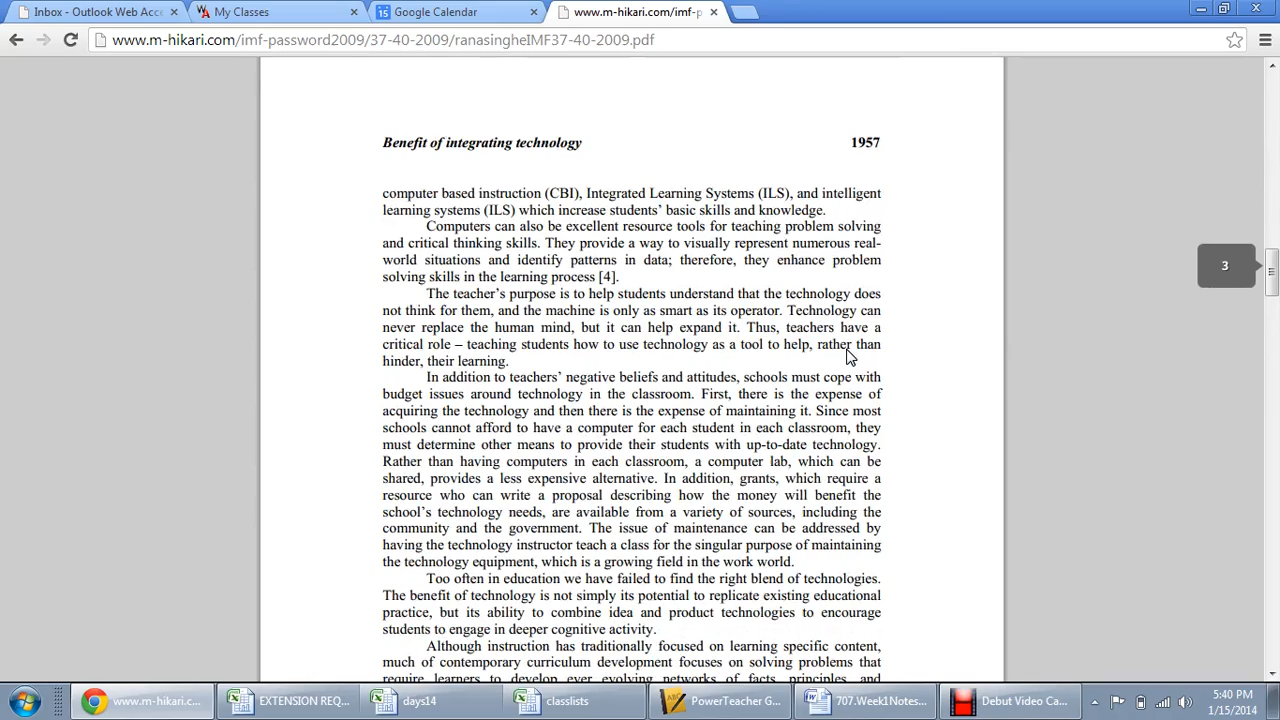 Inbox - Outlook Web Acc
My Classes
Google Calendar
www.m-hikari.com/imf-p
www.m-hikari.com/imf-password2009/37-40-2009/ranasingheIMF37-40-2009.pdf
Benefit of integrating technology 1957
computer based instruction (CBI), Integrated Learning Systems (ILS), and intelligent
learning systems (ILS) which increase students' basic skills and knowledge.
Computers can also be excellent resource tools for teaching problem solving
and critical thinking skills. They provide a way to visually represent numerous real-
world situations and identify patterns in data; therefore, they enhance problem
solving skills in the learning process [4].
The teacher's purpose is to help students understand that the technology does
not think for them, and the machine is only as smart as its operator. Technology can
never replace the human mind, but it can help expand it. Thus, teachers have a
critical role – teaching students how to use technology as a tool to help, rather than
hinder, their learning.
In addition to teachers' negative beliefs and attitudes, schools must cope with
budget issues around technology in the classroom. First, there is the expense of
acquiring the technology and then there is the expense of maintaining it. Since most
schools cannot afford to have a computer for each student in each classroom, they
must determine other means to provide their students with up-to-date technology.
Rather than having computers in each classroom, a computer lab, which can be
shared, provides a less expensive alternative. In addition, grants, which require a
resource who can write a proposal describing how the money will benefit the
school's technology needs, are available from a variety of sources, including the
community and the government. The issue of maintenance can be addressed by
having the technology instructor teach a class for the singular purpose of maintaining
the technology equipment, which is a growing field in the work world.
Too often in education we have failed to find the right blend of technologies.
The benefit of technology is not simply its potential to replicate existing educational
practice, but its ability to combine idea and product technologies to encourage
students to engage in deeper cognitive activity.
Although instruction has traditionally focused on learning specific content,
much of contemporary curriculum development focuses on solving problems that
require learners to develop ever evolving networks of facts, principles, and
3
www.m-hikari.c...
EXTENSION REQ...
days14
classlists
PowerTeacher G...
707.Week1Notes...
Debut Video Ca...
5:40 PM
1/15/2014